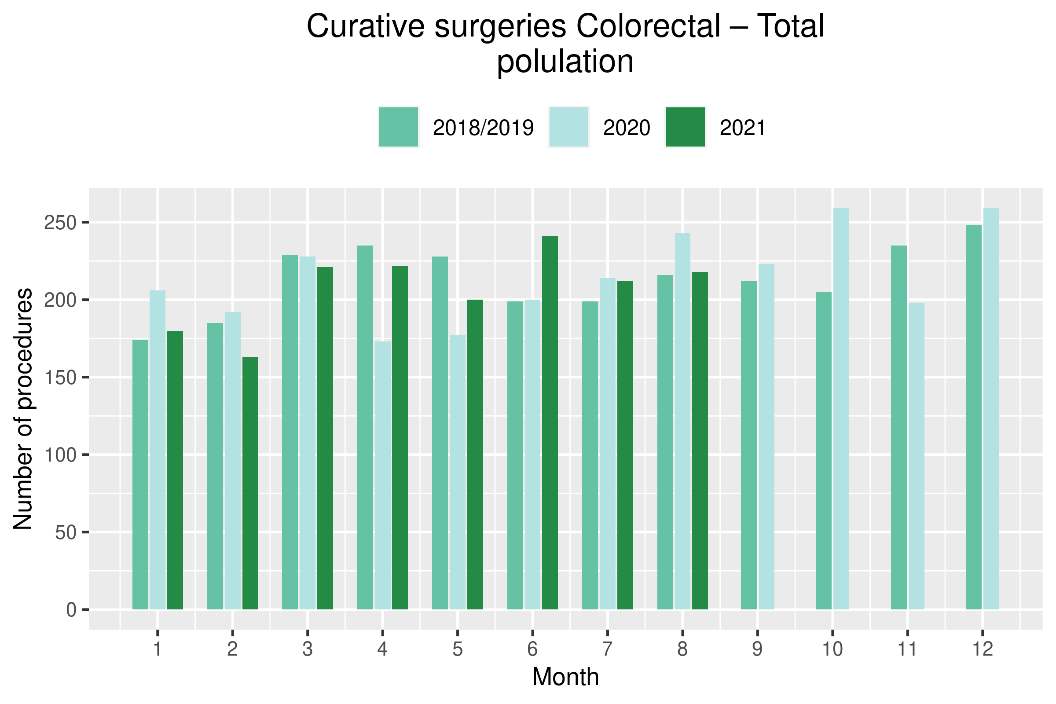 Curative surgeries Colorectal – Total
polulation
2018/2019 2020 2021
Number of procedures
250
200
150
100
50
0
1 2 3 4 5 6 7 8 9 10 11 12
Month